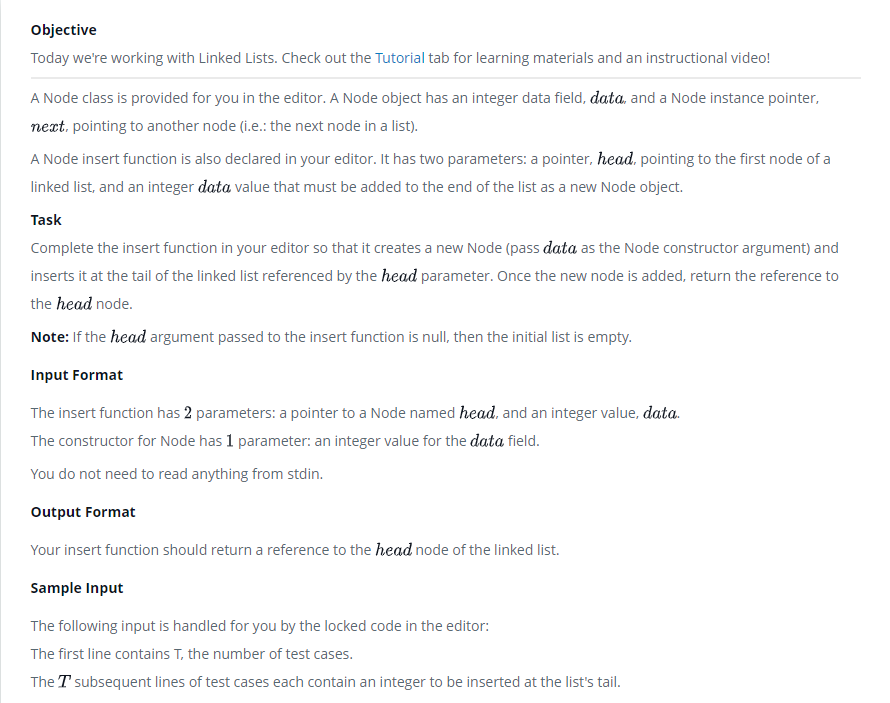 Objective
Today we're working with Linked Lists. Check out the Tutorial tab for learning materials and an instructional video!
A Node class is provided for you in the editor. A Node object has an integer data field, data, and a Node instance pointer,
next, pointing to another node (i.e.: the next node in a list).
A Node insert function is also declared in your editor. It has two parameters: a pointer, head, pointing to the first node of a
linked list, and an integer data value that must be added to the end of the list as a new Node object.
Task
Complete the insert function in your editor so that it creates a new Node (pass data as the Node constructor argument) and
inserts it at the tail of the linked list referenced by the head parameter. Once the new node is added, return the reference to
the head node.
Note: If the head argument passed to the insert function is null, then the initial list is empty.
Input Format
The insert function has 2 parameters: a pointer to a Node named head, and an integer value, data.
The constructor for Node has 1 parameter: an integer value for the data field.
You do not need to read anything from stdin.
Output Format
Your insert function should return a reference to the head node of the linked list.
Sample Input
The following input is handled for you by the locked code in the editor:
The first line contains T, the number of test cases.
The T subsequent lines of test cases each contain an integer to be inserted at the list's tail.